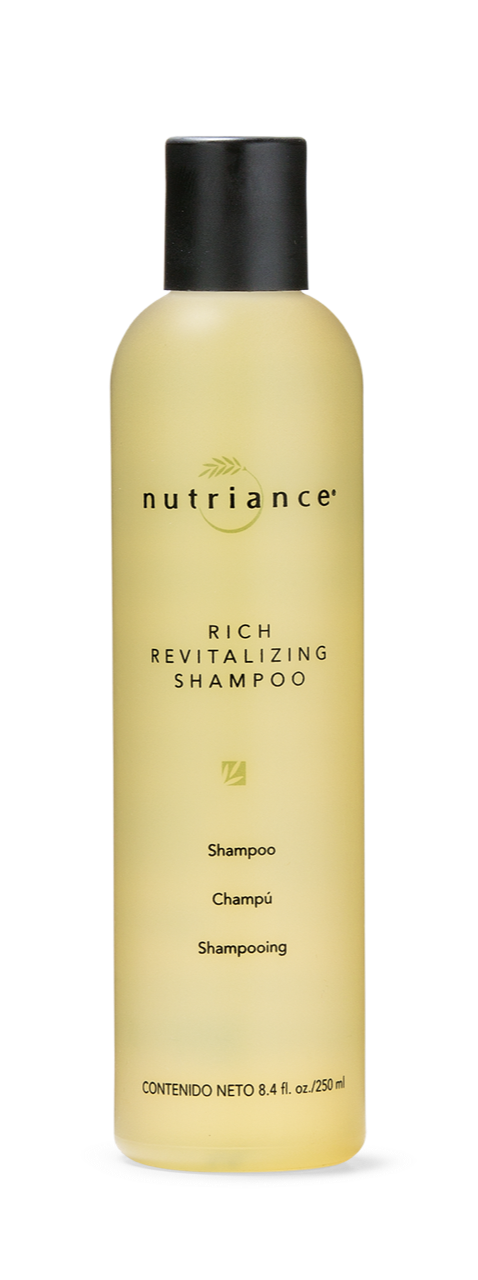 nutriance®
RICH
REVITALIZING
SHAMPOO
Shampoo
Champú
Shampooing
CONTENIDO NETO 8.4 fl. oz./250 ml